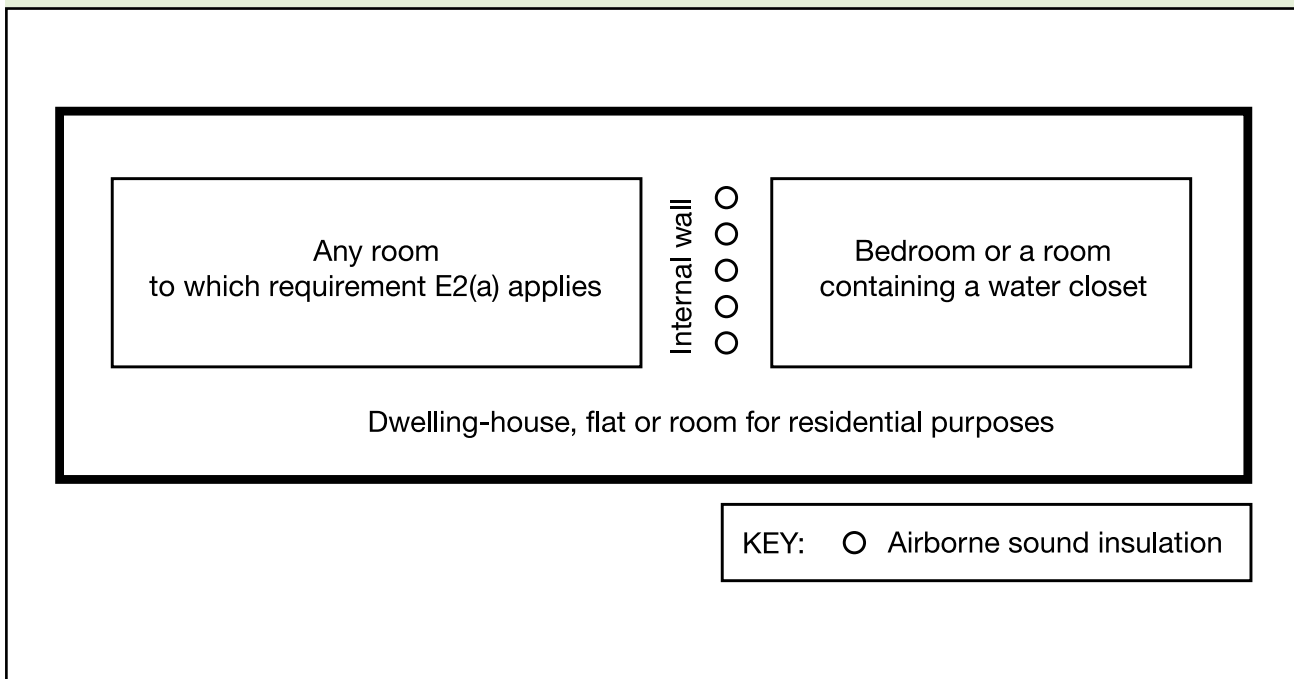 Any room
to which requirement E2(a) applies
Internal wall
Bedroom or a room
containing a water closet
Dwelling-house, flat or room for residential purposes
KEY: Airborne sound insulation